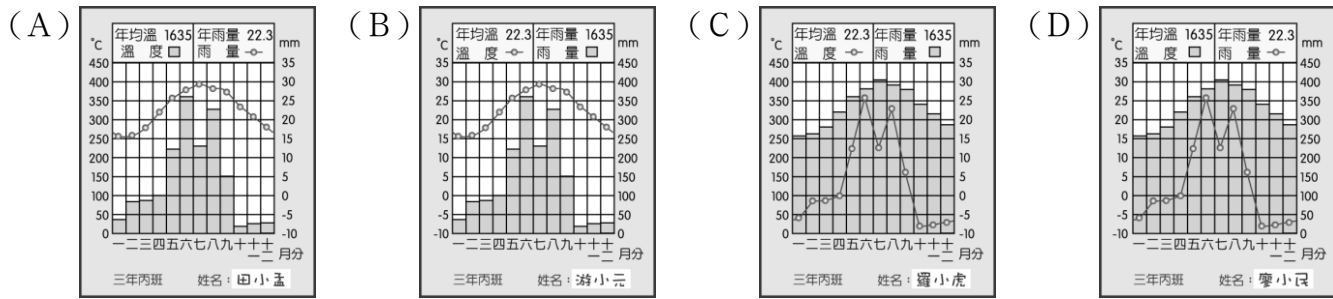 (A)
年均溫 1635 年雨量 22.3
溫 度 雨 量
℃ mm
450 35
400 30
350 25
300 20
250 15
200 10
150 5
100 0
50 -5
0 -10
一二三四五六七八九十十一十二 月分
三年丙班 姓名：田小孟
(B)
年均溫 22.3 年雨量 1635
溫 度 雨 量
℃ mm
35 450
30 400
25 350
20 300
15 250
10 200
5 150
0 100
-5 50
-10 0
一二三四五六七八九十十一十二 月分
三年丙班 姓名：游小元
(C)
年均溫 22.3 年雨量 1635
溫 度 雨 量
℃ mm
450 35
400 30
350 25
300 20
250 15
200 10
150 5
100 0
50 -5
0 -10
一二三四五六七八九十十一十二 月分
三年丙班 姓名：羅小虎
(D)
年均溫 1635 年雨量 22.3
溫 度 雨 量
℃ mm
35 450
30 400
25 350
20 300
15 250
10 200
5 150
0 100
-5 50
-10 0
一二三四五六七八九十十一十二 月分
三年丙班 姓名：廖小民